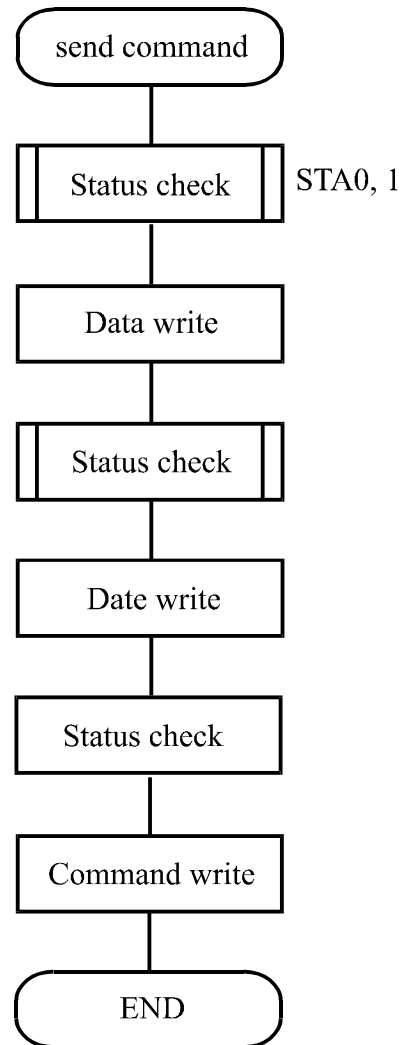 send command
Status check
STA0, 1
Data write
Status check
Date write
Status check
Command write
END